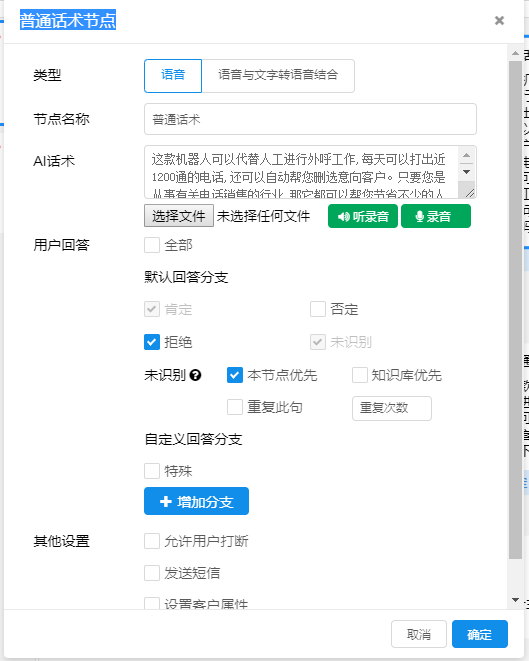 普通话术节点
×
类型
语音
语音与文字转语音结合
节点名称
普通话术
AI话术
这款机器人可以代替人工进行外呼工作,每天可以打出近
1200通的电话,还可以自动帮您删选意向客户。只要您是
从事有关电话销售的行业,那它都可以帮您节省不少的人
选择文件 未选择任何文件
听录音
录音
用户回答
全部
默认回答分支
肯定
否定
拒绝
未识别
未识别
本节点优先
知识库优先
重复此句
重复次数
自定义回答分支
特殊
增加分支
其他设置
允许用户打断
发送短信
设置客户属性
取消
确定